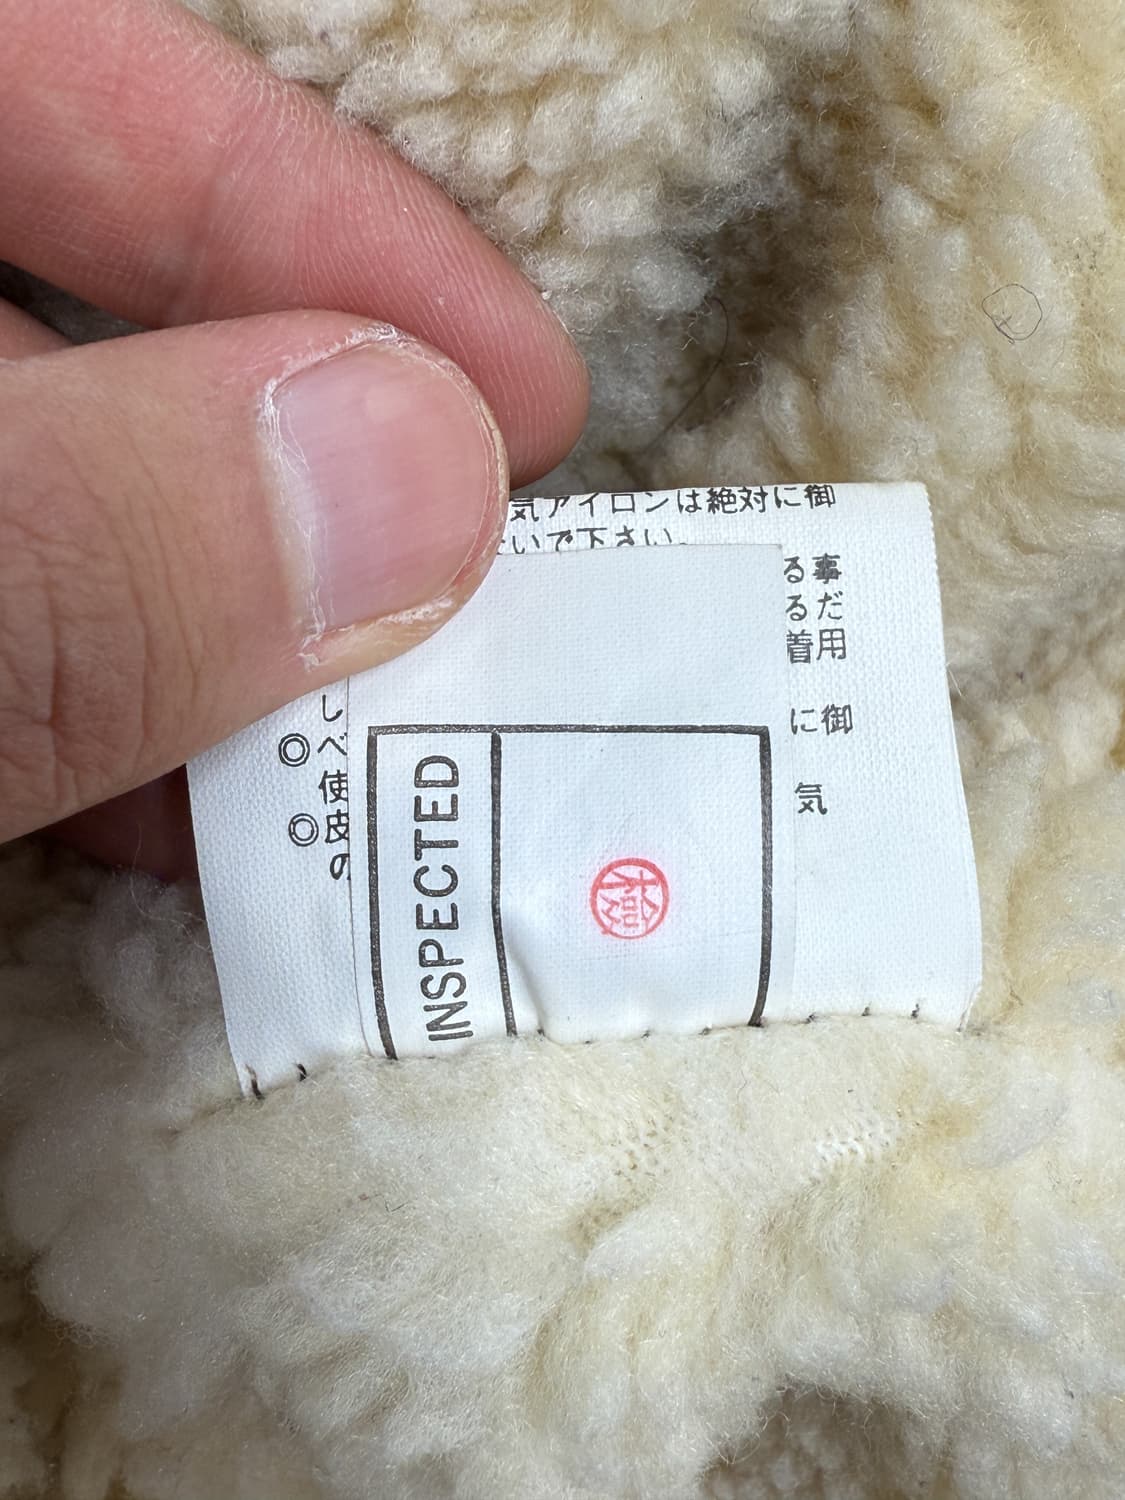 気アイロンは絶対に御
いで下さい。
る事
るだ
着用
し
に御
◎べ
使
気
◎皮
の
INSPECTED
検